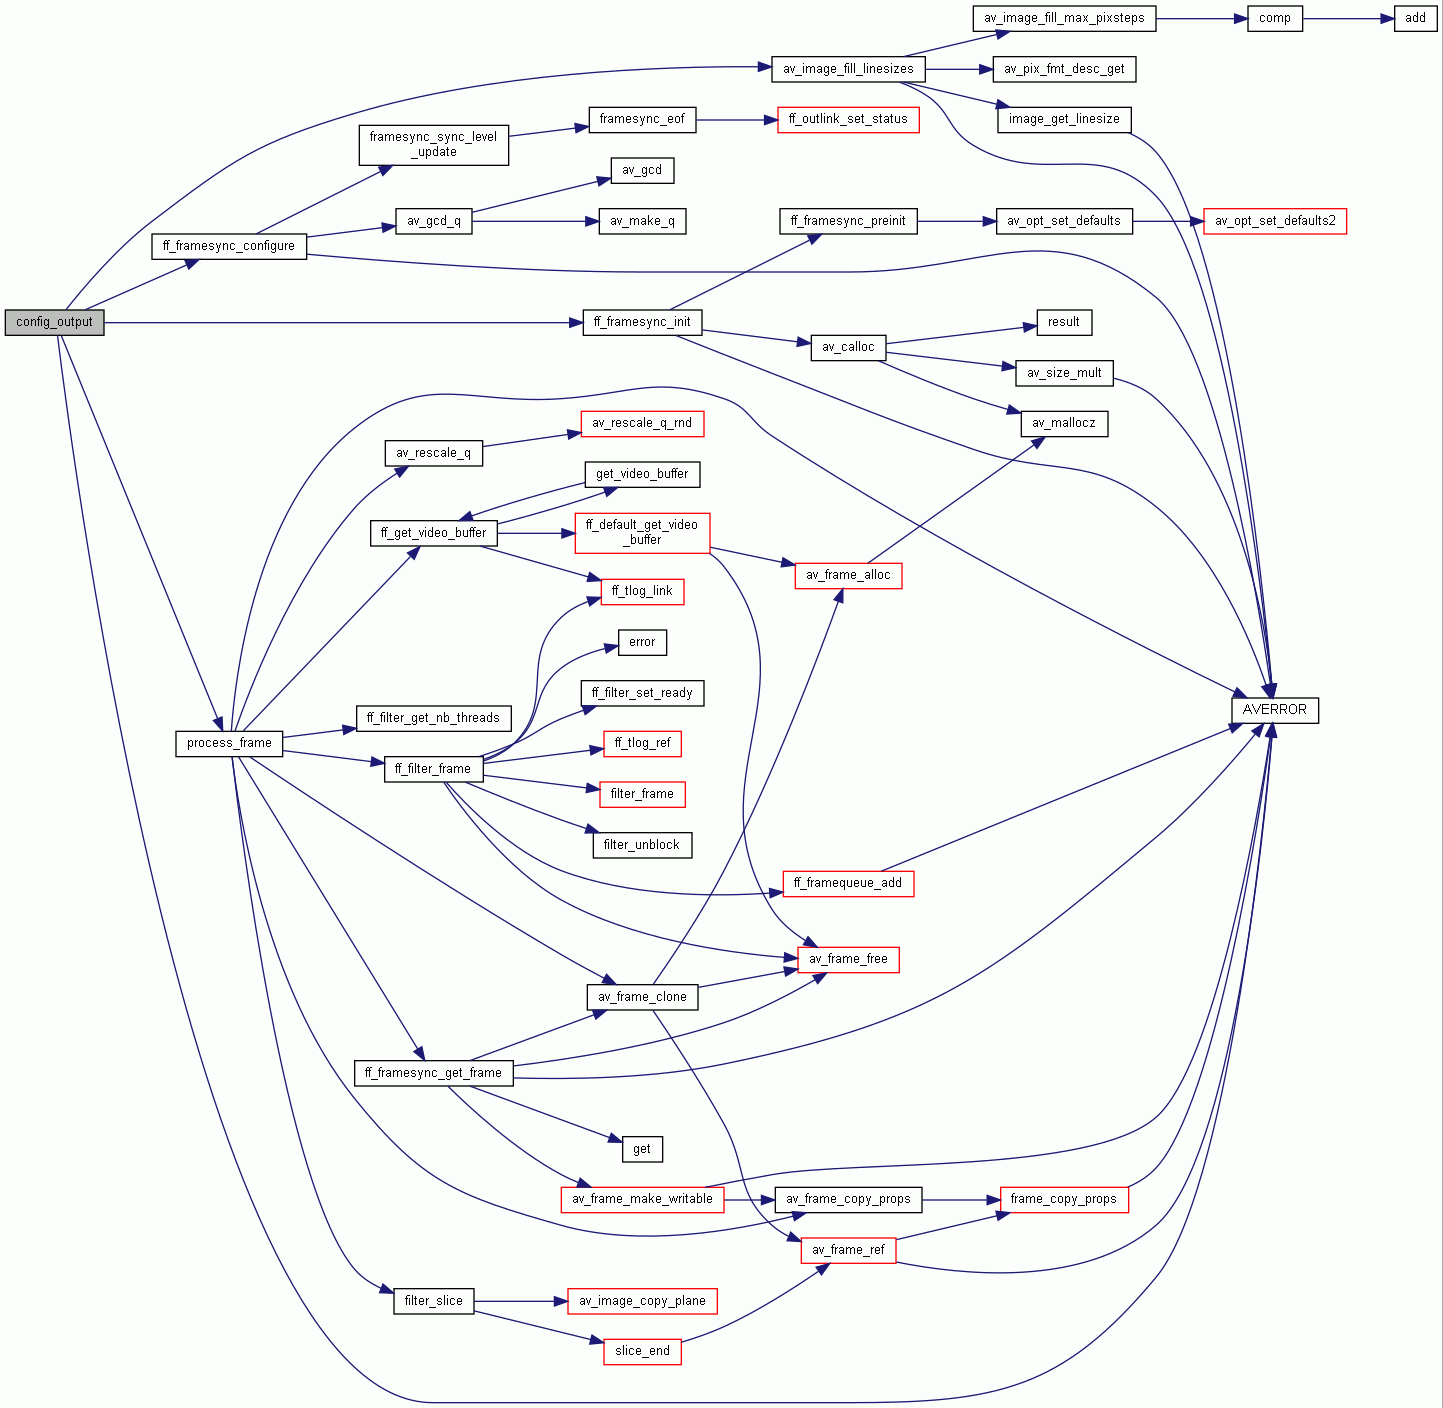 av_image_fill_max_pixsteps
comp
add
av_image_fill_linesizes
av_pix_fmt_desc_get
framesync_eof
ff_outlink_set_status
image_get_linesize
framesync_sync_level
_update
av_gcd
av_gcd_q
av_make_q
ff_framesync_preinit
av_opt_set_defaults
av_opt_set_defaults2
ff_framesync_configure
config_output
ff_framesync_init
result
av_calloc
av_size_mult
av_mallocz
av_rescale_q_rnd
av_rescale_q
get_video_buffer
ff_get_video_buffer
ff_default_get_video
_buffer
av_frame_alloc
ff_tlog_link
error
ff_filter_set_ready
AVERROR
ff_filter_get_nb_threads
process_frame
ff_tlog_ref
ff_filter_frame
filter_frame
filter_unblock
ff_framequeue_add
av_frame_free
av_frame_clone
ff_framesync_get_frame
get
av_frame_make_writable
av_frame_copy_props
frame_copy_props
av_frame_ref
filter_slice
av_image_copy_plane
slice_end